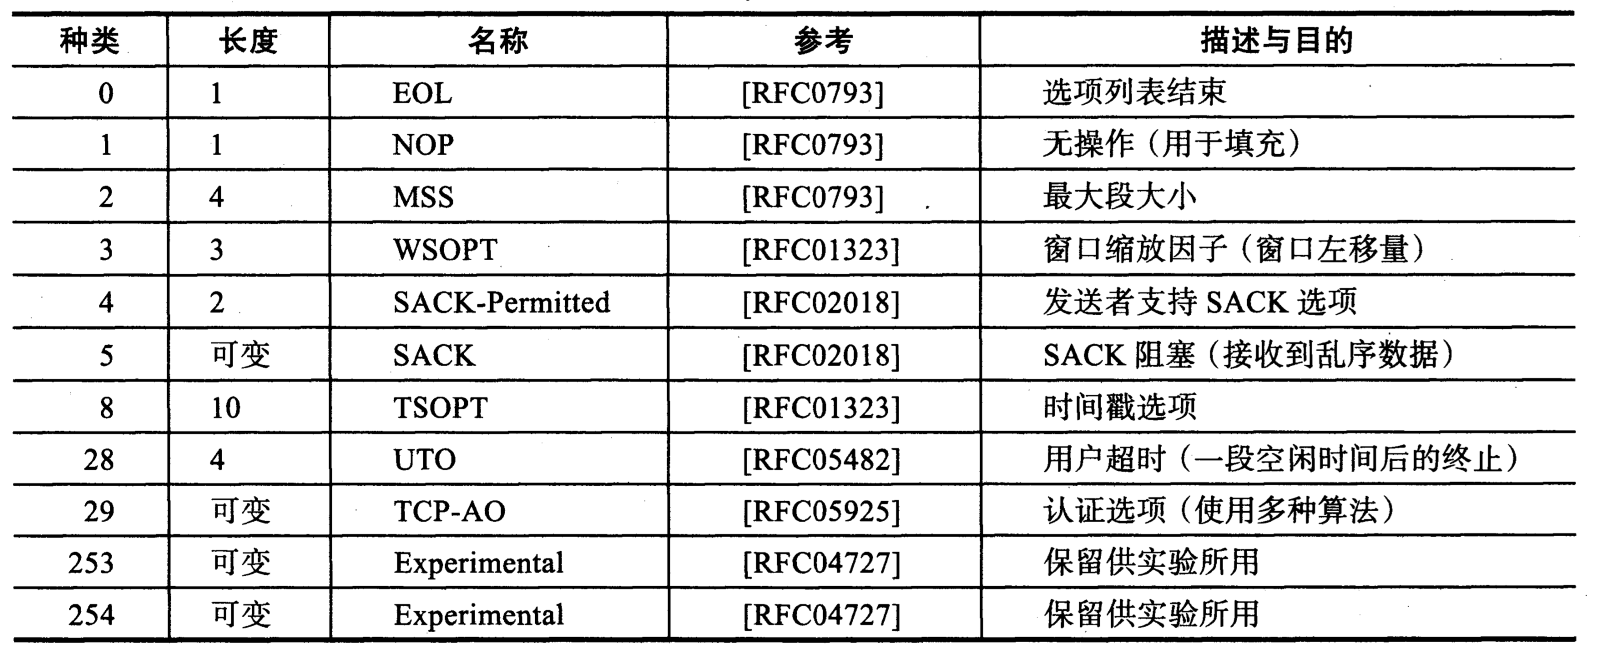 种类 长度 名称 参考 描述与目的
0 1 EOL [RFC0793] 选项列表结束
1 1 NOP [RFC0793] 无操作（用于填充）
2 4 MSS [RFC0793] 最大段大小
3 3 WSOPT [RFC01323] 窗口缩放因子（窗口左移量）
4 2 SACK-Permitted [RFC02018] 发送者支持 SACK 选项
5 可变 SACK [RFC02018] SACK 阻塞（接收到乱序数据）
8 10 TSOPT [RFC01323] 时间戳选项
28 4 UTO [RFC05482] 用户超时（一段空闲时间后的终止）
29 可变 TCP-AO [RFC05925] 认证选项（使用多种算法）
253 可变 Experimental [RFC04727] 保留供实验所用
254 可变 Experimental [RFC04727] 保留供实验所用